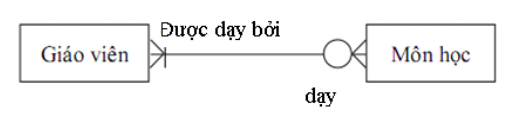 Được dạy bởi
Giáo viên
Môn học
dạy